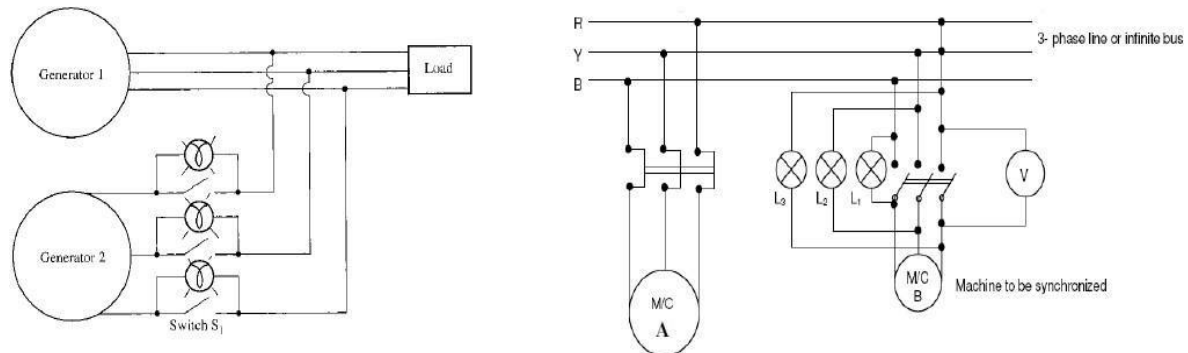 Generator 1
Load
Generator 2
Switch S₁
R
Y
B
3- phase line or infinite bus
L₃
L₂
L₁
V
M/C
A
M/C
B
Machine to be synchronized